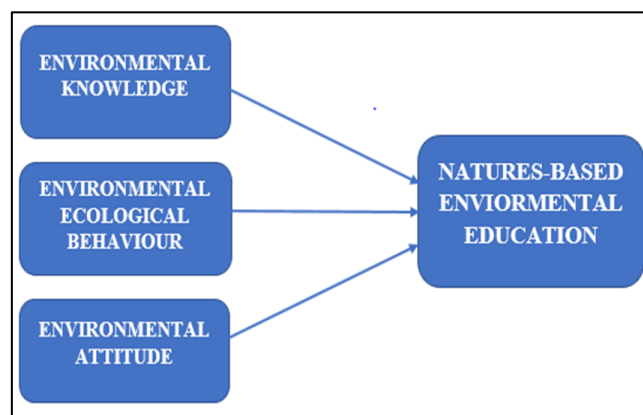 ENVIRONMENTAL
KNOWLEDGE
ENVIRONMENTAL
ECOLOGICAL
BEHAVIOUR
ENVIRONMENTAL
ATTITUDE
NATURES-BASED
ENVIORMENTAL
EDUCATION